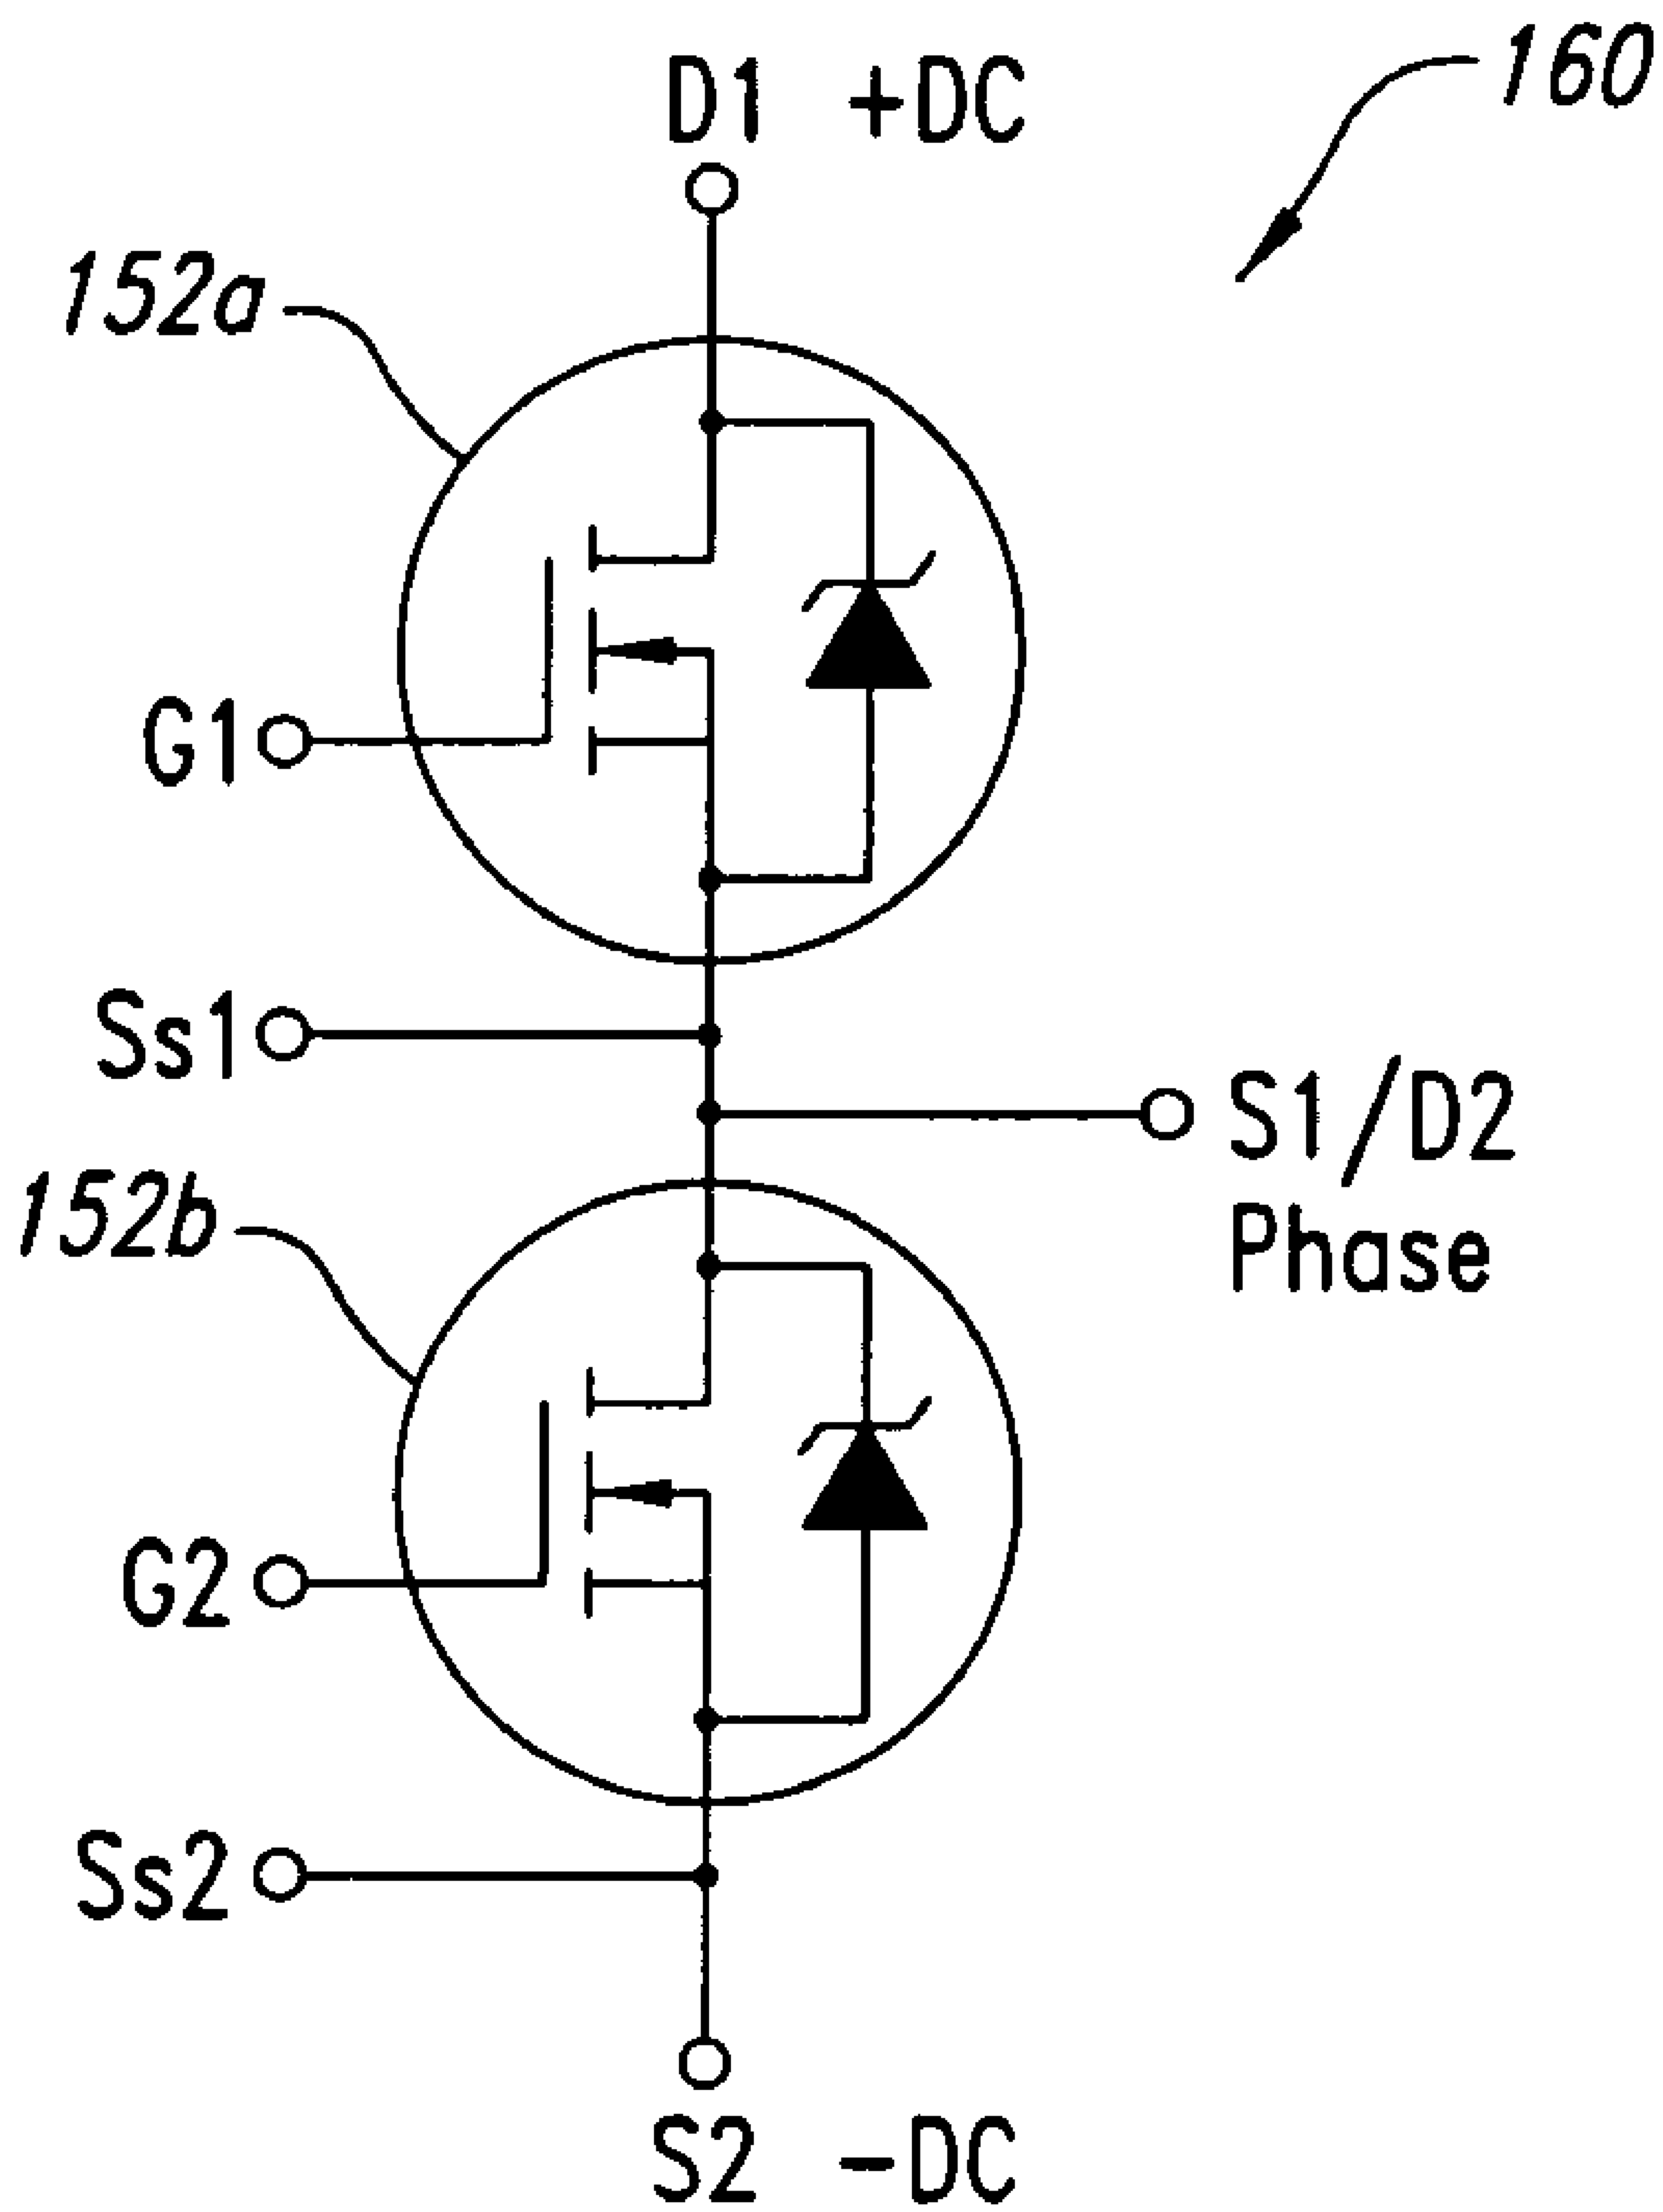 160
D1 +DC
152a
G1
Ss1
S1/D2
Phase
152b
G2
Ss2
S2 -DC